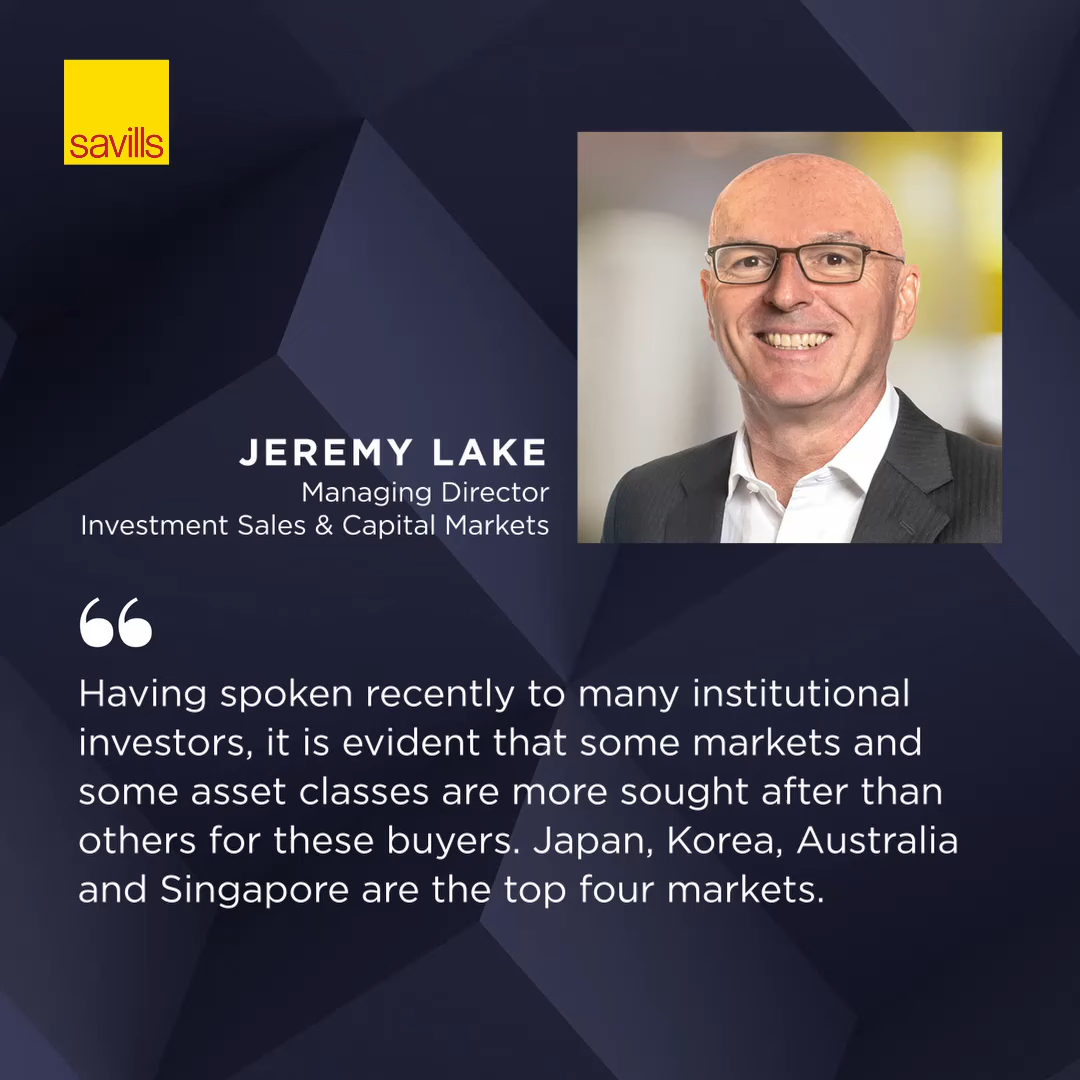 savills
JEREMY LAKE
Managing Director
Investment Sales & Capital Markets
“
Having spoken recently to many institutional
investors, it is evident that some markets and
some asset classes are more sought after than
others for these buyers. Japan, Korea, Australia
and Singapore are the top four markets.